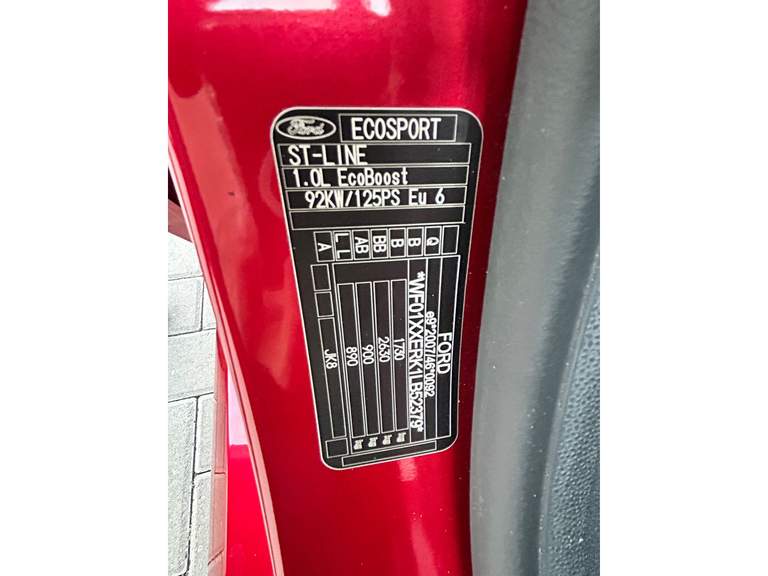 Ford
ECOSPORT
ST-LINE
1.0L EcoBoost
92KW/125PS Eu 6
A L.L AB BB B B Q
FORD
e9*2007/46*0092
*WF01XXERK1LB52379*
1730
2630
900
890
JK8